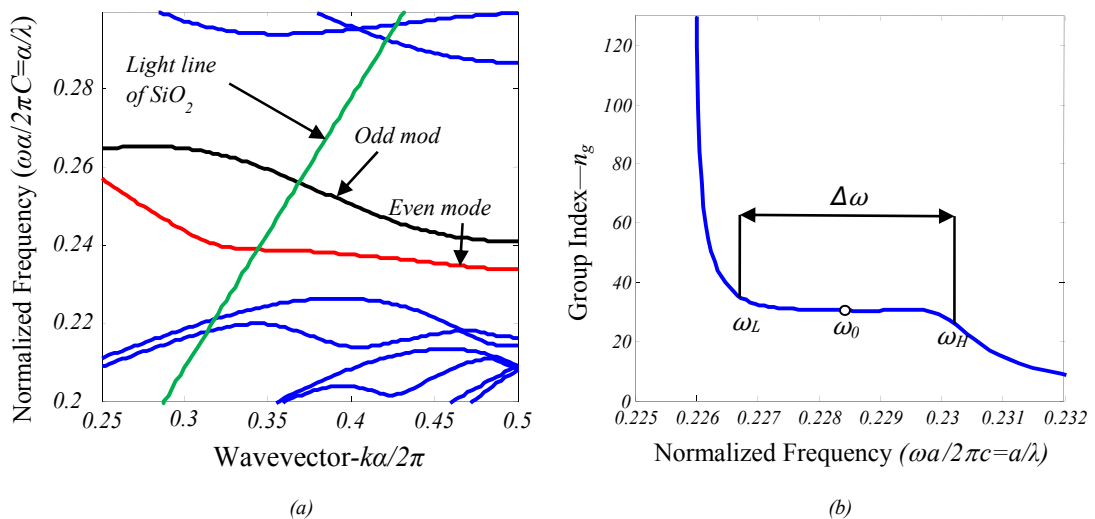 (a)
(b)
Normalized Frequency (ωα/2πC=a/λ)
0.28
0.26
0.24
0.22
0.2
Light line
of SiO2
Odd mod
Even mode
0.25
0.3
0.35
0.4
0.45
0.5
Wavevector-kα/2π
(a)
Group Index—ng
120
100
80
60
40
20
0
Δω
ωL
ω0
ωH
0.225
0.226
0.227
0.228
0.229
0.230
0.231
0.232
Normalized Frequency (ωa/2πc=a/λ)
(b)